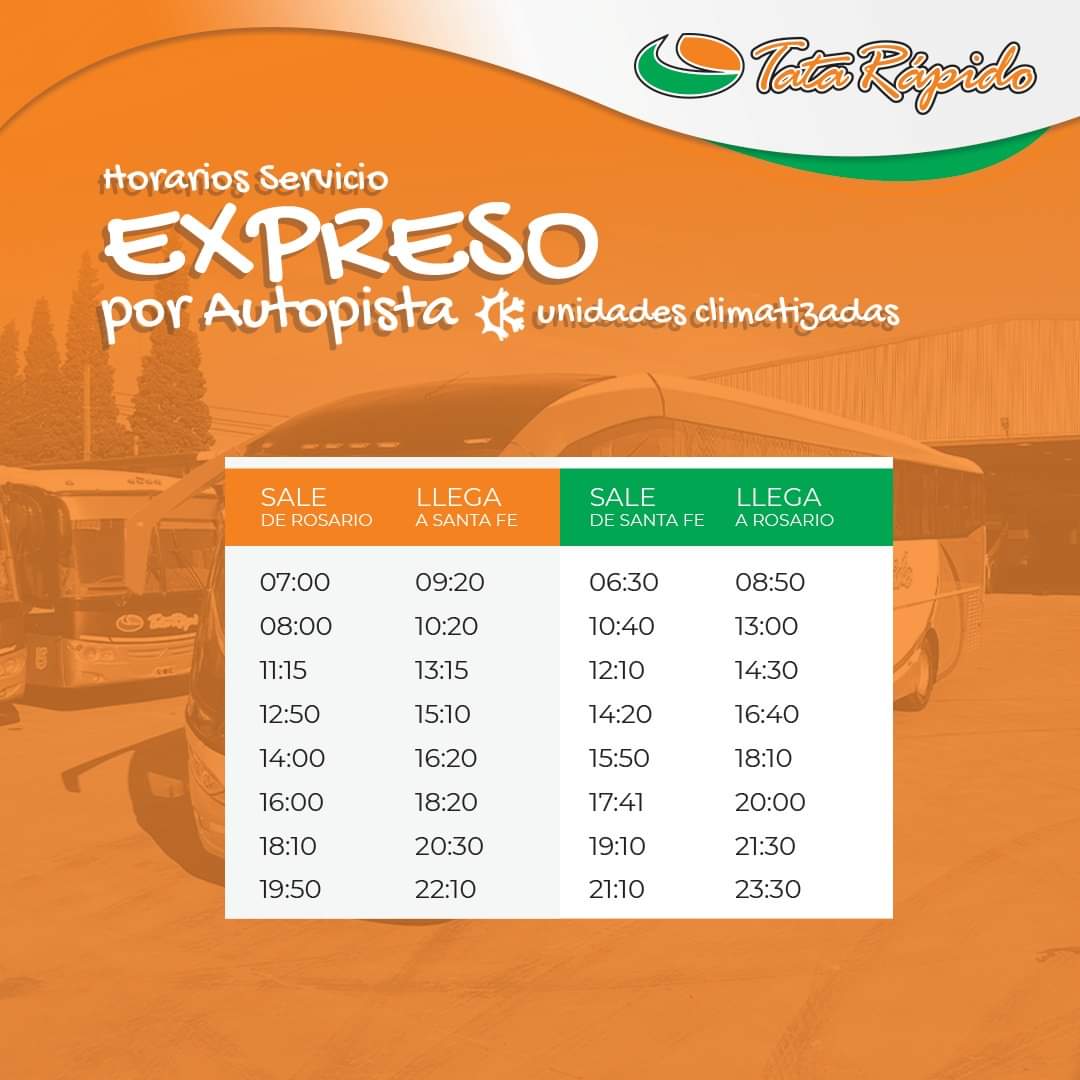 Tata Rápido
Horarios Servicio
EXPRESO
por Autopista unidades climatizadas
SALE LLEGA SALE LLEGA
DE ROSARIO A SANTA FE DE SANTA FE A ROSARIO
07:00 09:20 06:30 08:50
08:00 10:20 10:40 13:00
11:15 13:15 12:10 14:30
12:50 15:10 14:20 16:40
14:00 16:20 15:50 18:10
16:00 18:20 17:41 20:00
18:10 20:30 19:10 21:30
19:50 22:10 21:10 23:30